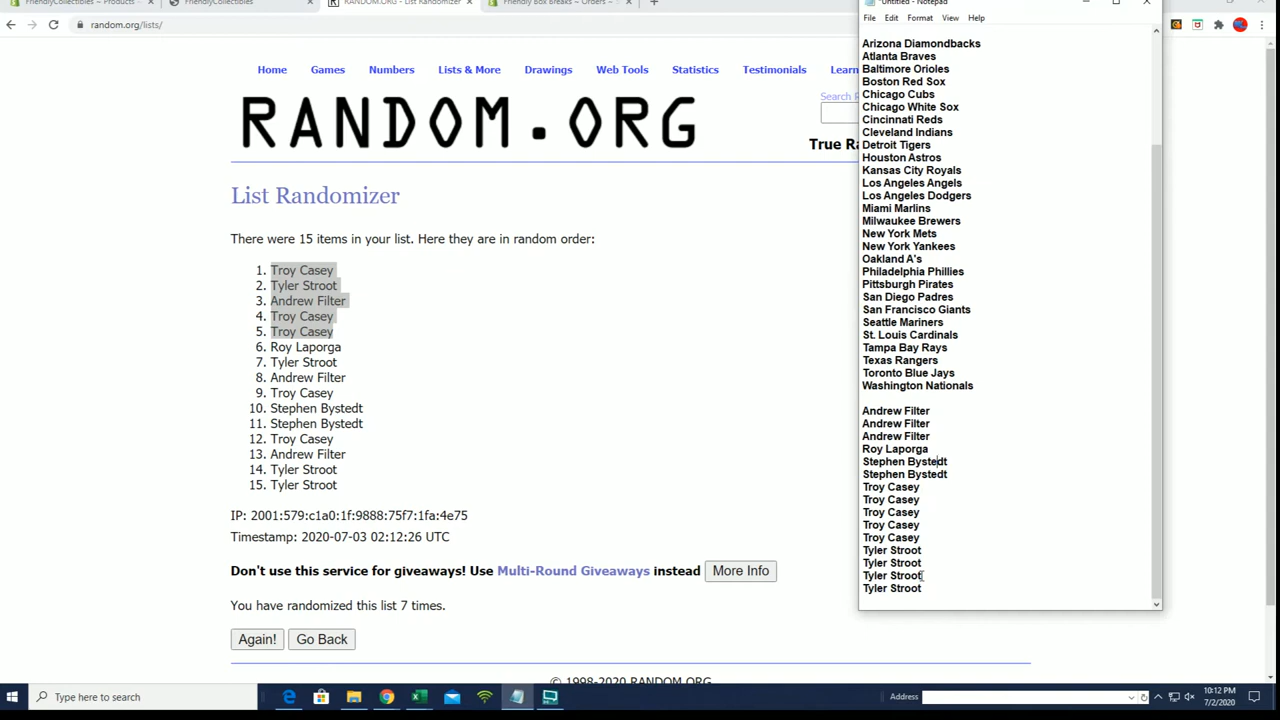 FriendlyCollectibles - Products -
FriendlyCollectibles
RANDOM.ORG - List Randomizer
Friendly Box Breaks - Orders -
*Untitled - Notepad
random.org/lists/
File Edit Format View Help
Home Games Numbers Lists & More Drawings Web Tools Statistics Testimonials Learn
Search
RANDOM.ORG
True Ra
List Randomizer
There were 15 items in your list. Here they are in random order:
1. Troy Casey
2. Tyler Stroot
3. Andrew Filter
4. Troy Casey
5. Troy Casey
6. Roy Laporga
7. Tyler Stroot
8. Andrew Filter
9. Troy Casey
10. Stephen Bystedt
11. Stephen Bystedt
12. Troy Casey
13. Andrew Filter
14. Tyler Stroot
15. Tyler Stroot
IP: 2001:579:c1a0:1f:9888:75f7:1fa:4e75
Timestamp: 2020-07-03 02:12:26 UTC
Don't use this service for giveaways! Use Multi-Round Giveaways instead More Info
You have randomized this list 7 times.
Again! Go Back
© 1998-2020 RANDOM.ORG
Arizona Diamondbacks
Atlanta Braves
Baltimore Orioles
Boston Red Sox
Chicago Cubs
Chicago White Sox
Cincinnati Reds
Cleveland Indians
Detroit Tigers
Houston Astros
Kansas City Royals
Los Angeles Angels
Los Angeles Dodgers
Miami Marlins
Milwaukee Brewers
New York Mets
New York Yankees
Oakland A's
Philadelphia Phillies
Pittsburgh Pirates
San Diego Padres
San Francisco Giants
Seattle Mariners
St. Louis Cardinals
Tampa Bay Rays
Texas Rangers
Toronto Blue Jays
Washington Nationals
Andrew Filter
Andrew Filter
Andrew Filter
Roy Laporga
Stephen Bystedt
Stephen Bystedt
Troy Casey
Troy Casey
Troy Casey
Troy Casey
Troy Casey
Tyler Stroot
Tyler Stroot
Tyler Stroot
Tyler Stroot
Type here to search
Address
10:12 PM
7/2/2020